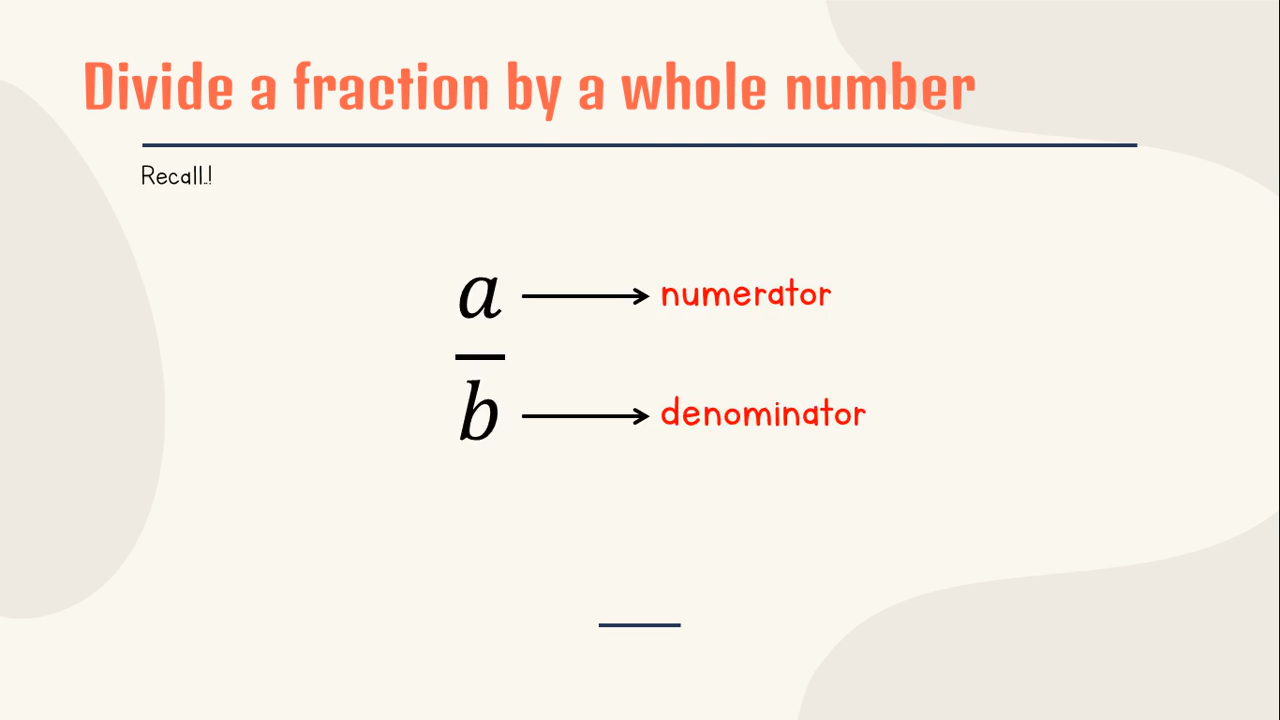 Divide a fraction by a whole number
Recall..!
a → numerator
b → denominator